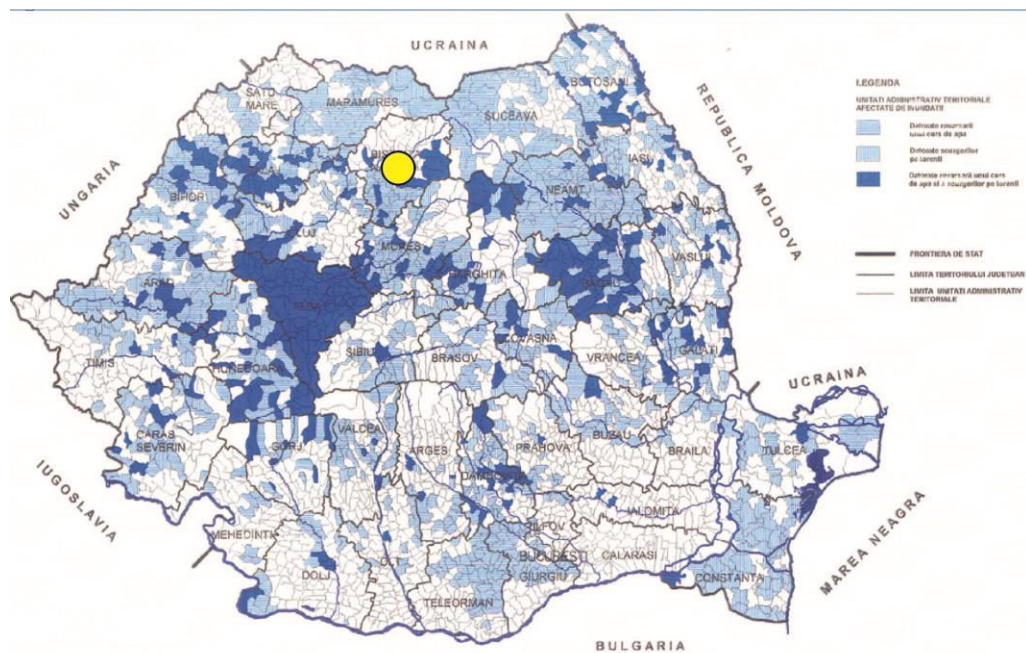 UCRAINA
SATU
MARE
MARAMURES
BOTOSANI
SUCEAVA
REPUBLICA MOLDOVA
UNGARIA
BIHOR
IASI
NEAMT
CLUJ
MURES
HARGHITA
VASLUI
ARAD
ALBA
BACAU
TIMIS
HUNEDOARA
SIBIU
BRASOV
COVASNA
VRANCEA
GALATI
UCRAINA
CARAS
SEVERIN
GORJ
VALCEA
ARGES
PRAHOVA
BUZAU
BRAILA
TULCEA
IUGOSLAVIA
MEHEDINTI
DOLJ
OLT
TELEORMAN
BUCURESTI
GIURGIU
IALOMITA
CALARASI
CONSTANTA
MAREA NEAGRA
BULGARIA
LEGENDA
UNITATI ADMINISTRATIV TERITORIALE
AFECTATE DE INUNDATII
FRONTIERA DE STAT
LIMITA TERITORIULUI JUDETEAN
LIMITA UNITATI ADMINISTRATIV
TERITORIALE